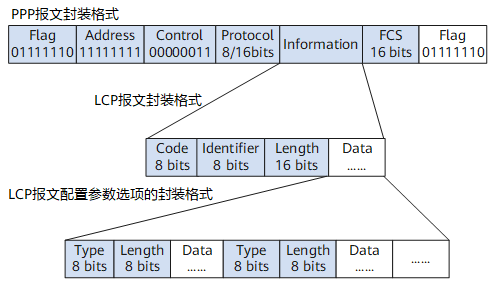 PPP报文封装格式
Flag Address Control Protocol Information FCS Flag
01111110 11111111 00000011 8/16bits 16 bits 01111110
LCP报文封装格式
Code Identifier Length Data
8 bits 8 bits 16 bits ……
LCP报文配置参数选项的封装格式
Type Length Data Type Length Data ……
8 bits 8 bits …… 8 bits 8 bits ……